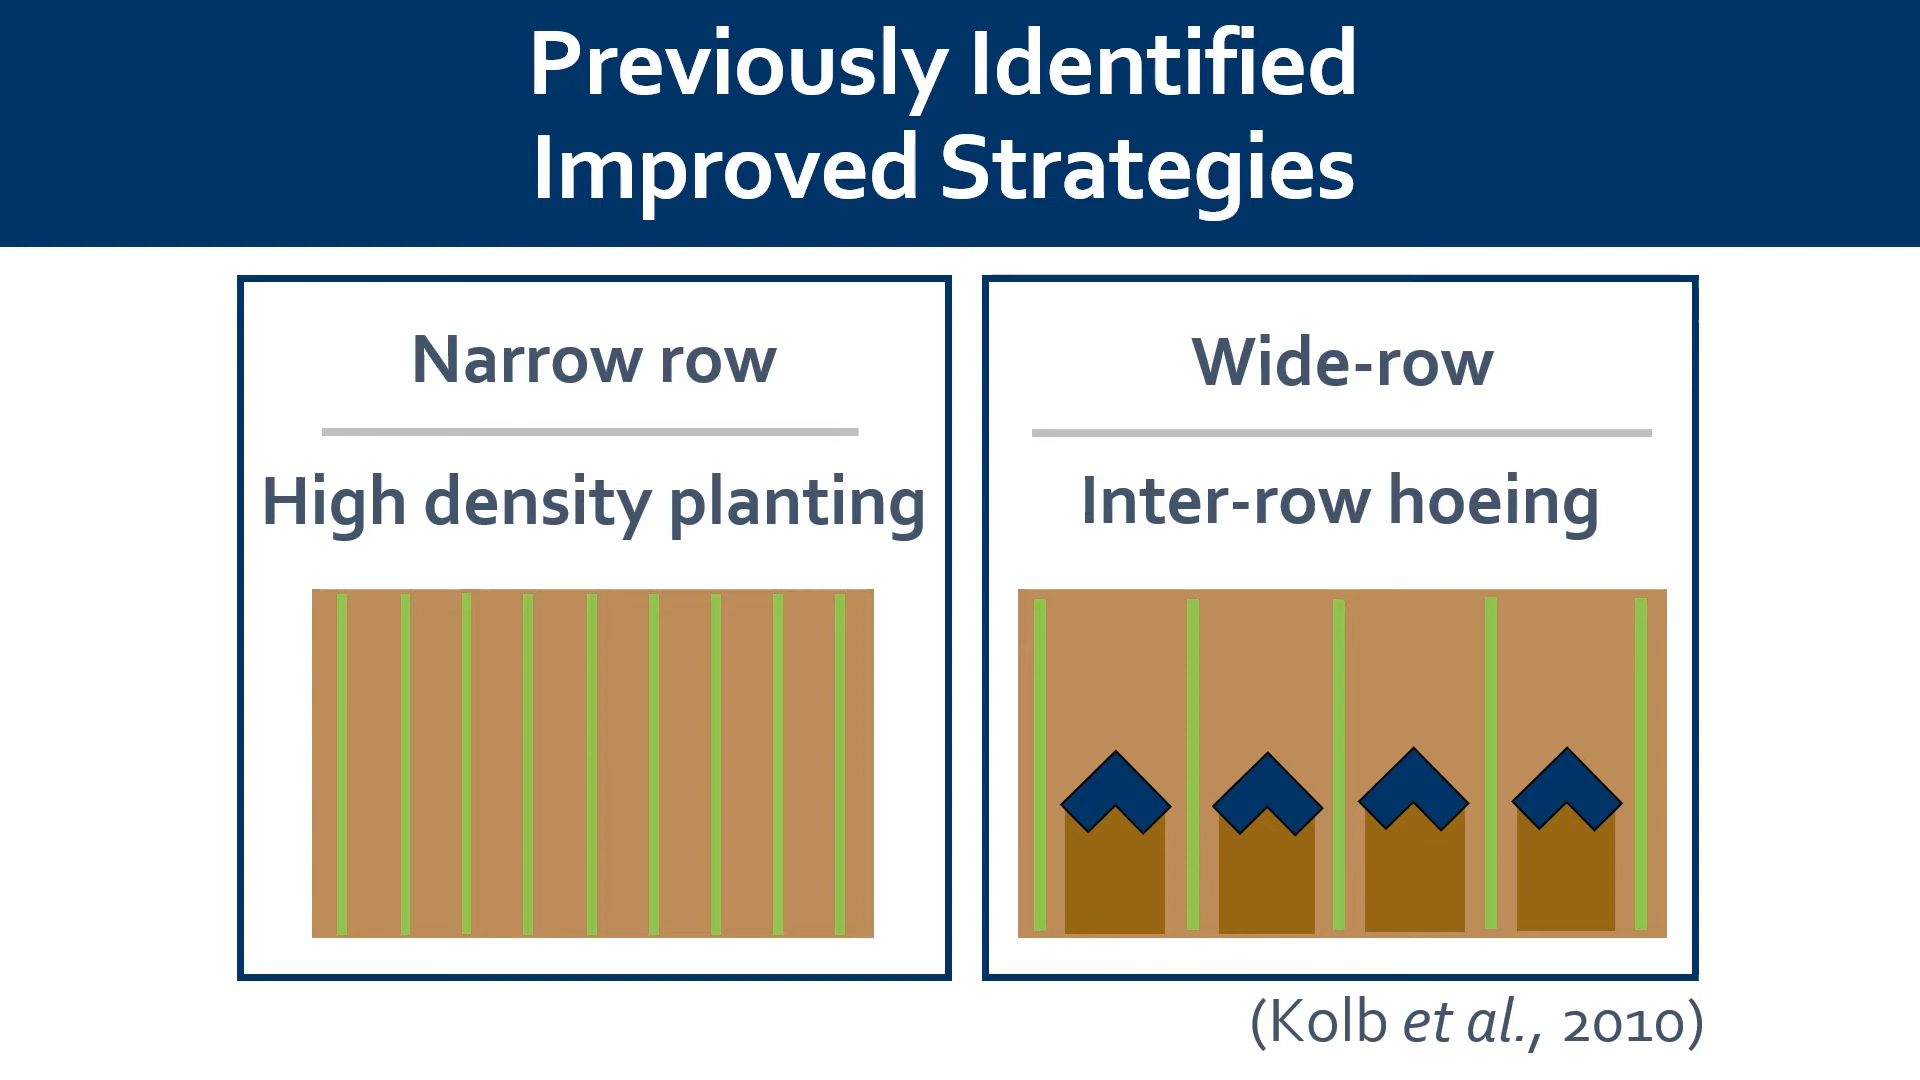 Previously Identified
Improved Strategies
Narrow row
High density planting
Wide-row
Inter-row hoeing
(Kolb et al., 2010)